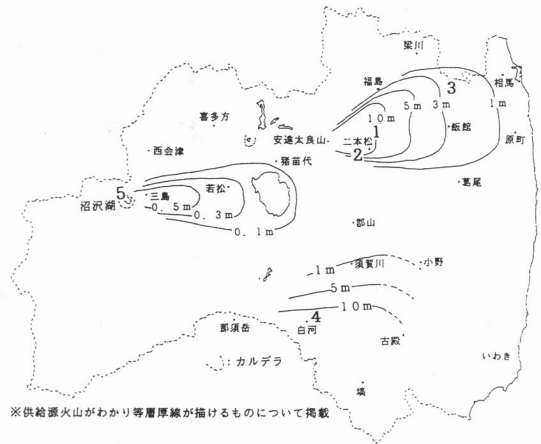 梁川
福島
3
相馬
喜多方
10m
5m
3m
1m
1
安達太良山
二本松
飯館
原町
2
西会津
猪苗代
葛尾
5
三島
若松
沼沢湖
0.5m
0.3m
0.1m
郡山
1m
須賀川
小野
5m
10m
4
那須岳
白河
古殿
:カルデラ
いわき
塙
※供給源火山がわかり等層厚線が描けるものについて掲載